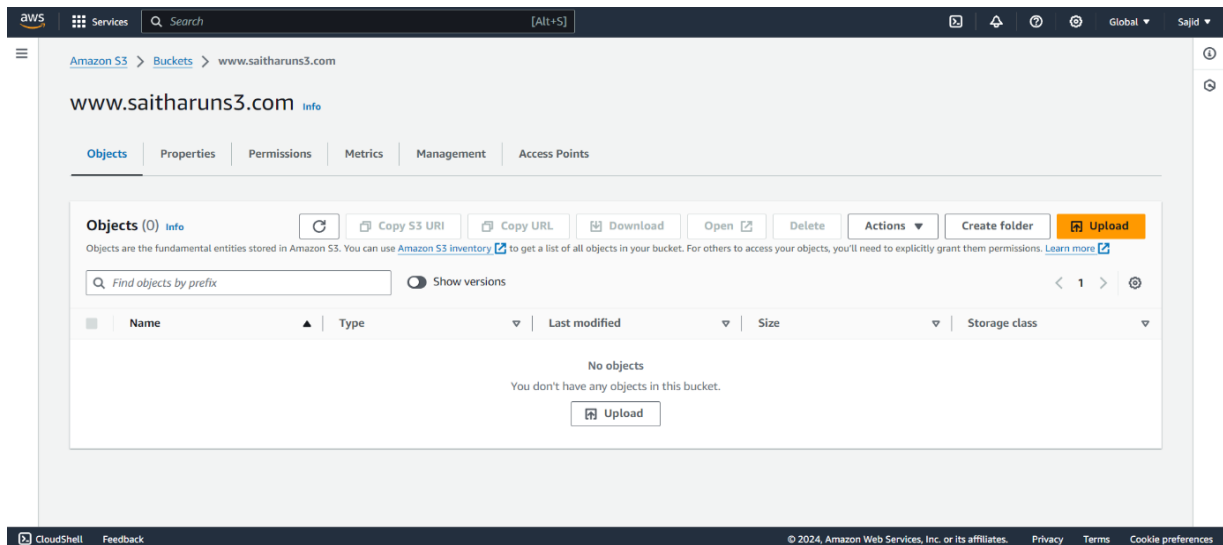 aws Services Search [Alt+S] Global Sajid
Amazon S3 > Buckets > www.saitharuns3.com
www.saitharuns3.com Info
Objects Properties Permissions Metrics Management Access Points
Objects (0) Info Copy S3 URI Copy URL Download Open Delete Actions Create folder Upload
Objects are the fundamental entities stored in Amazon S3. You can use Amazon S3 inventory to get a list of all objects in your bucket. For others to access your objects, you'll need to explicitly grant them permissions. Learn more
Find objects by prefix Show versions 1
Name Type Last modified Size Storage class
No objects
You don't have any objects in this bucket.
Upload
CloudShell Feedback © 2024, Amazon Web Services, Inc. or its affiliates. Privacy Terms Cookie preferences